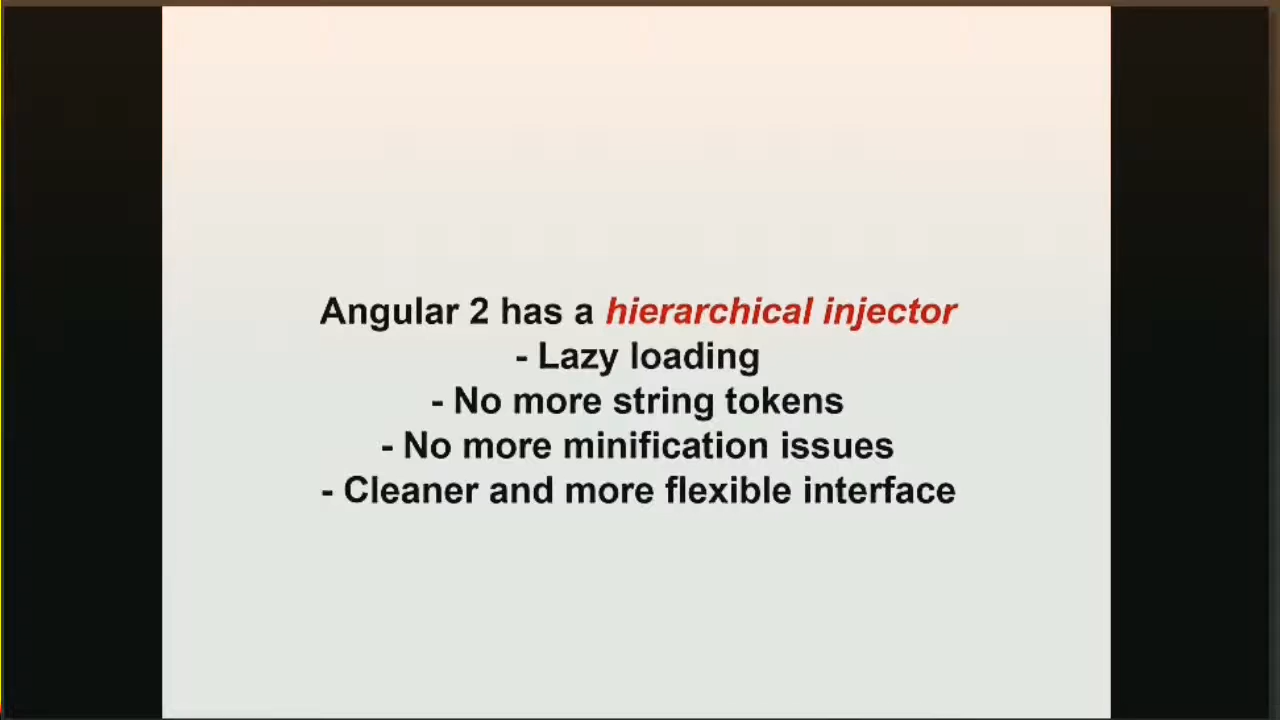 Angular 2 has a hierarchical injector
- Lazy loading
- No more string tokens
- No more minification issues
- Cleaner and more flexible interface